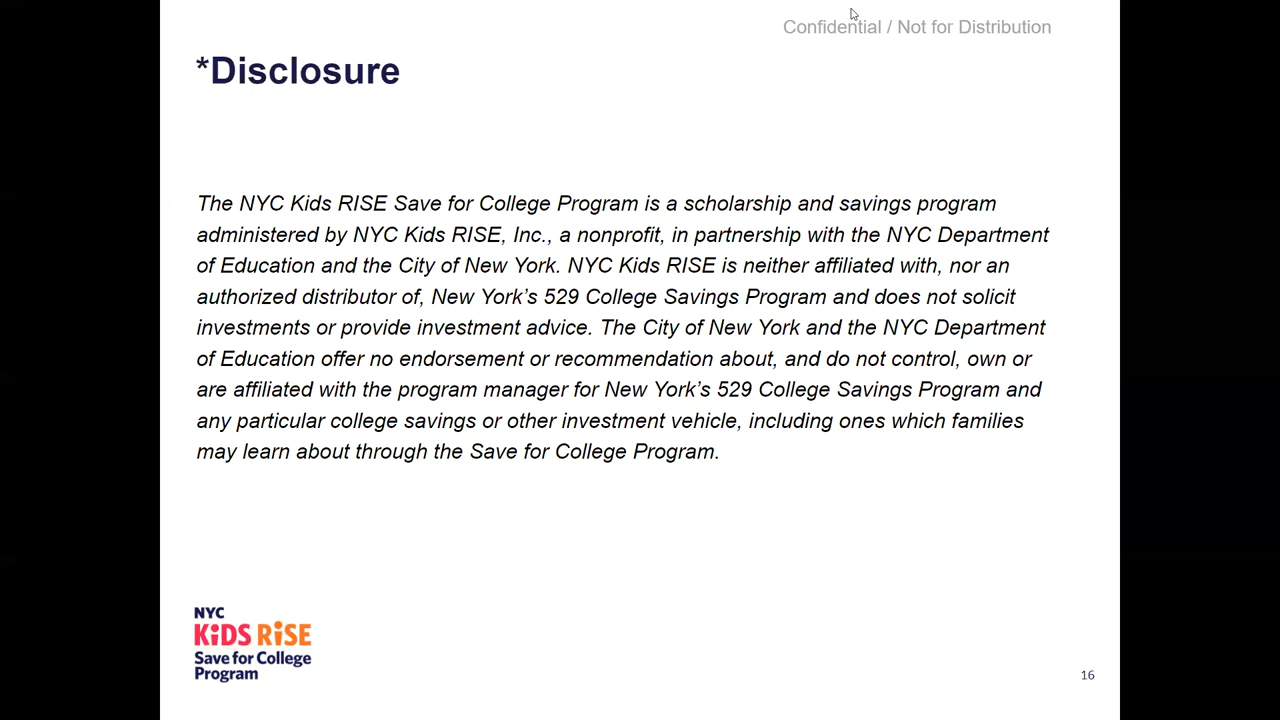 Confidential / Not for Distribution
*Disclosure
The NYC Kids RISE Save for College Program is a scholarship and savings program
administered by NYC Kids RISE, Inc., a nonprofit, in partnership with the NYC Department
of Education and the City of New York. NYC Kids RISE is neither affiliated with, nor an
authorized distributor of, New York’s 529 College Savings Program and does not solicit
investments or provide investment advice. The City of New York and the NYC Department
of Education offer no endorsement or recommendation about, and do not control, own or
are affiliated with the program manager for New York’s 529 College Savings Program and
any particular college savings or other investment vehicle, including ones which families
may learn about through the Save for College Program.
NYC
KiDS RiSE
Save for College
Program
16